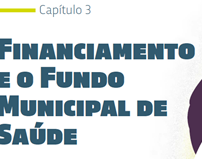 Capítulo 3
Financiamento
e o Fundo
Municipal de
Saúde